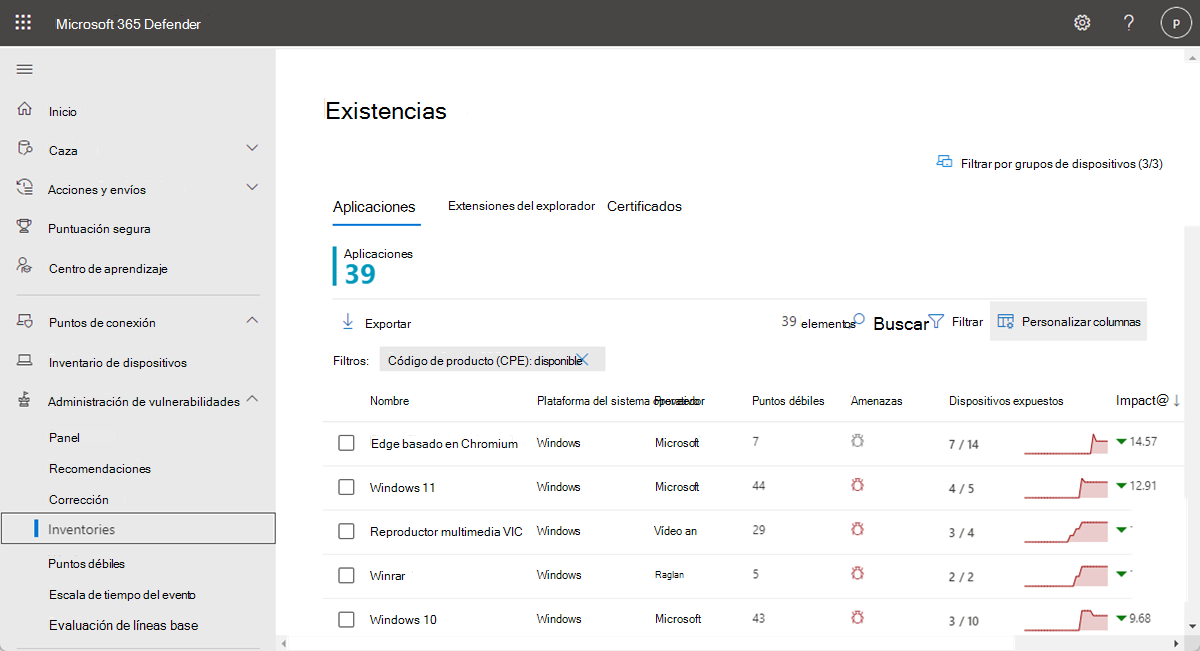 Microsoft 365 Defender
? P
Inicio
Caza
Acciones y envíos
Puntuación segura
Centro de aprendizaje
Puntos de conexión
Inventario de dispositivos
Administración de vulnerabilidades
Panel
Recomendaciones
Corrección
Inventories
Puntos débiles
Escala de tiempo del evento
Evaluación de líneas base
Existencias
Filtrar por grupos de dispositivos (3/3)
Aplicaciones Extensiones del explorador Certificados
Aplicaciones
39
Exportar 39 elementos Buscar Filtrar Personalizar columnas
Filtros: Código de producto (CPE): disponible
Nombre Plataforma del sistema Puntos débiles Amenazas Dispositivos expuestos Impact@
Edge basado en Chromium Windows Microsoft 7 7 / 14 14.57
Windows 11 Windows Microsoft 44 4 / 5 12.91
Reproductor multimedia VIC Windows Vídeo an 29 3 / 4
Winrar Windows Raglan 5 2 / 2
Windows 10 Windows Microsoft 43 3 / 10 9.68